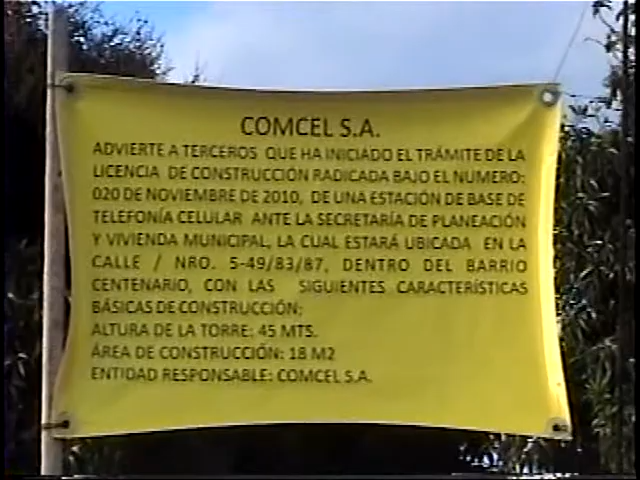 COMCEL S.A.
ADVIERTE A TERCEROS QUE HA INICIADO EL TRÁMITE DE LA
LICENCIA DE CONSTRUCCIÓN RADICADA BAJO EL NUMERO:
020 DE NOVIEMBRE DE 2010, DE UNA ESTACIÓN DE BASE DE
TELEFONÍA CELULAR ANTE LA SECRETARÍA DE PLANEACIÓN
Y VIVIENDA MUNICIPAL, LA CUAL ESTARÁ UBICADA EN LA
CALLE / NRO. 5-49/83/87, DENTRO DEL BARRIO
CENTENARIO, CON LAS SIGUIENTES CARACTERÍSTICAS
BÁSICAS DE CONSTRUCCIÓN:
ALTURA DE LA TORRE: 45 MTS.
ÁREA DE CONSTRUCCIÓN: 18 M2
ENTIDAD RESPONSABLE: COMCEL S.A.